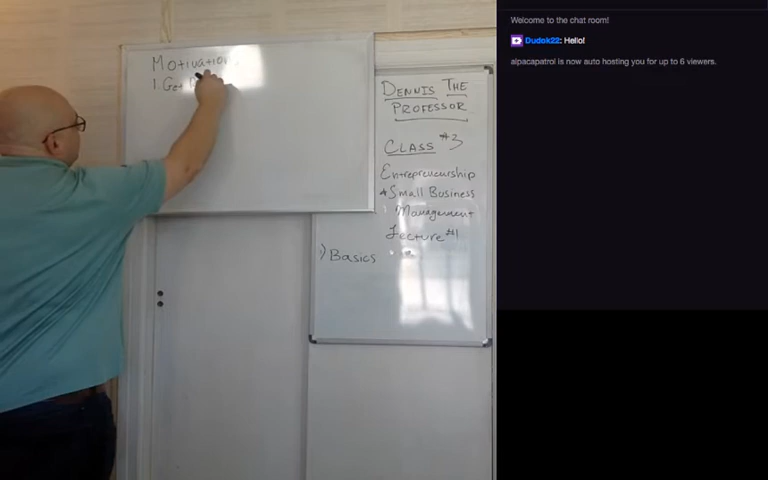 Motivation
1. Get
DENNIS THE
PROFESSOR
CLASS #3
Entrepreneurship
+ Small Business
Management
Lecture #1
1) Basics
Welcome to the chat room!
Dudok22: Hello!
alpacapatrol is now auto hosting you for up to 6 viewers.